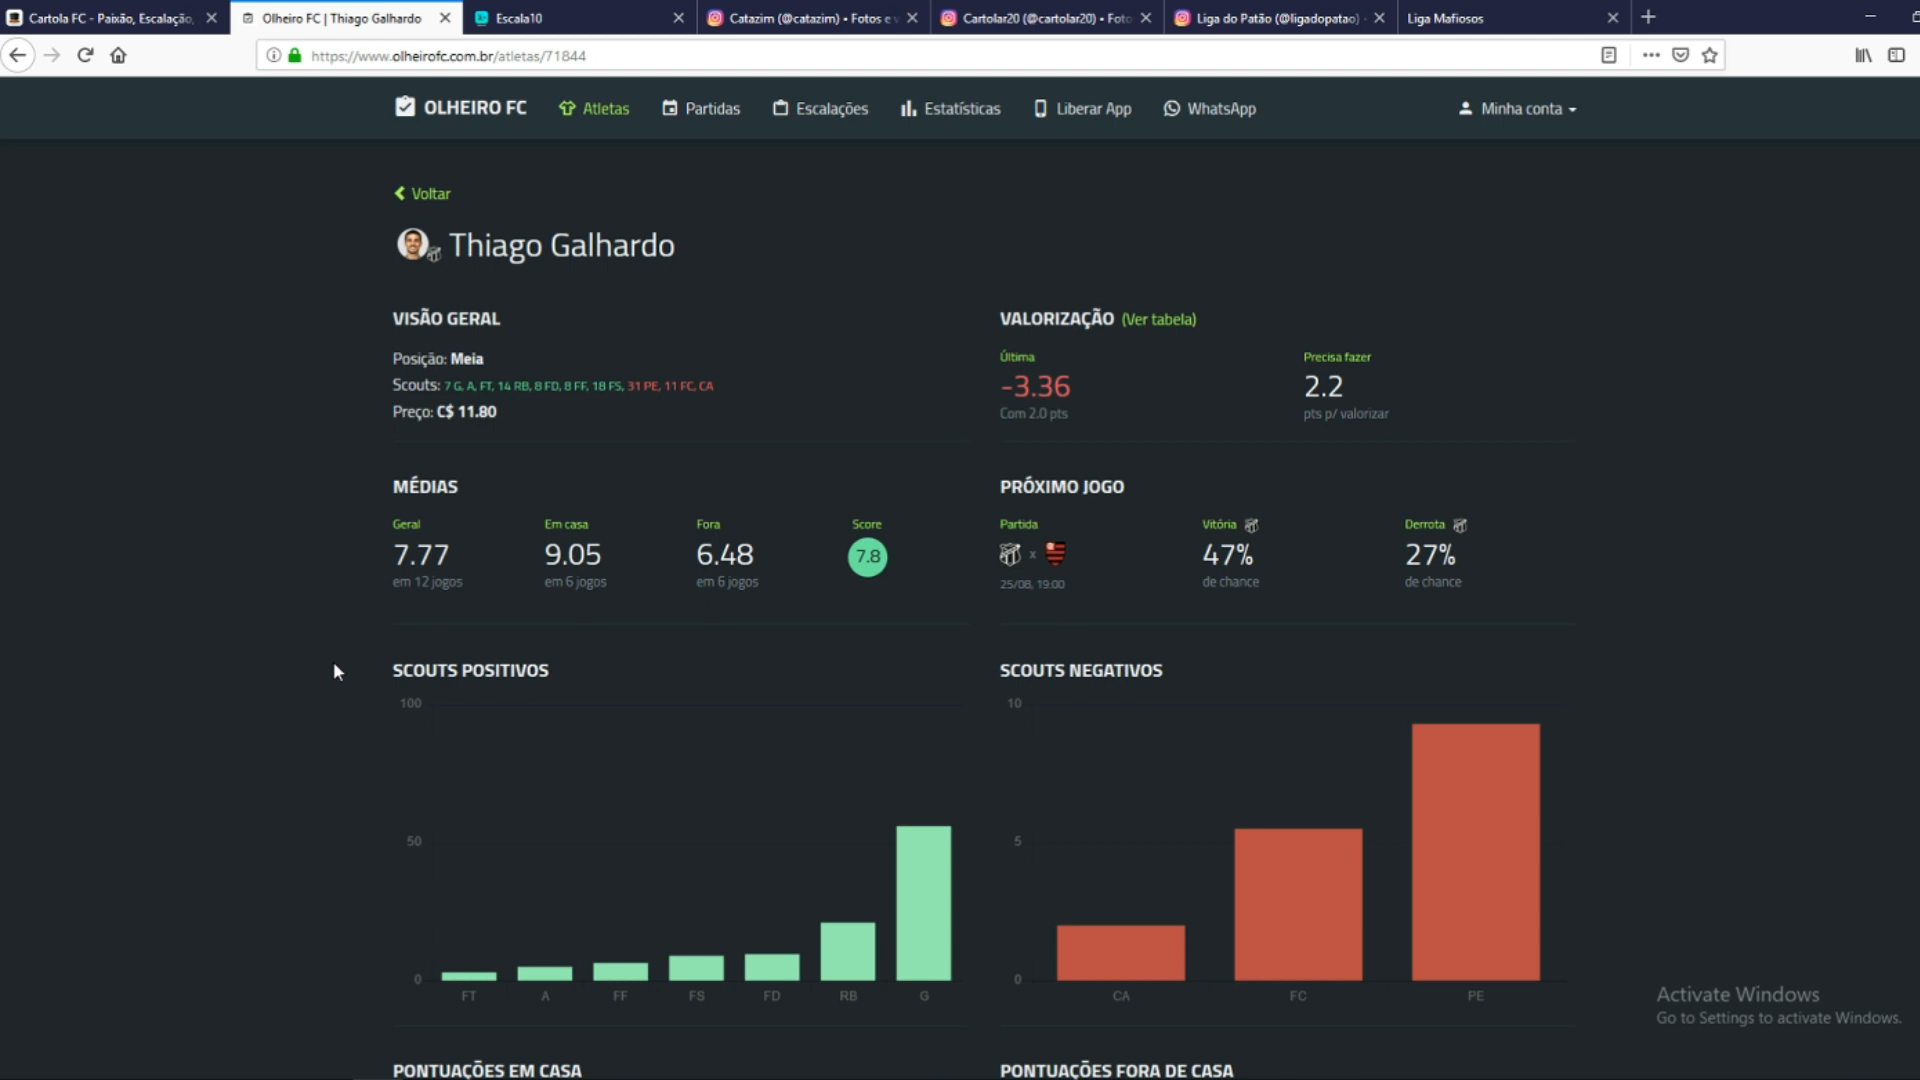 Cartola FC - Paixão, Escalação,
Olheiro FC | Thiago Galhardo
Escala10
Catazim (@catazim) • Fotos e v
Cartolar20 (@cartolar20) • Foto
Liga do Patão (@ligadopatao) -
Liga Mafiosos
https://www.olheirofc.com.br/atletas/71844
OLHEIRO FC
Atletas
Partidas
Escalações
Estatísticas
Liberar App
WhatsApp
Minha conta
Voltar
Thiago Galhardo
VISÃO GERAL
Posição: Meia
Scouts: 7 G, A, FT, 14 RB, 8 FD, 8 FF, 18 FS, 31 PE, 11 FC, CA
Preço: C$ 11.80
VALORIZAÇÃO (Ver tabela)
Última
Precisa fazer
-3.36
2.2
Com 2.0 pts
pts p/ valorizar
MÉDIAS
Geral
Em casa
Fora
Score
7.77
9.05
6.48
7.8
em 12 jogos
em 6 jogos
em 6 jogos
PRÓXIMO JOGO
Partida
Vitória
Derrota
x
47%
27%
25/08, 19:00
de chance
de chance
SCOUTS POSITIVOS
100
50
0
FT
A
FF
FS
FD
RB
G
SCOUTS NEGATIVOS
10
5
0
CA
FC
PE
Activate Windows
Go to Settings to activate Windows.
PONTUAÇÕES EM CASA
PONTUAÇÕES FORA DE CASA